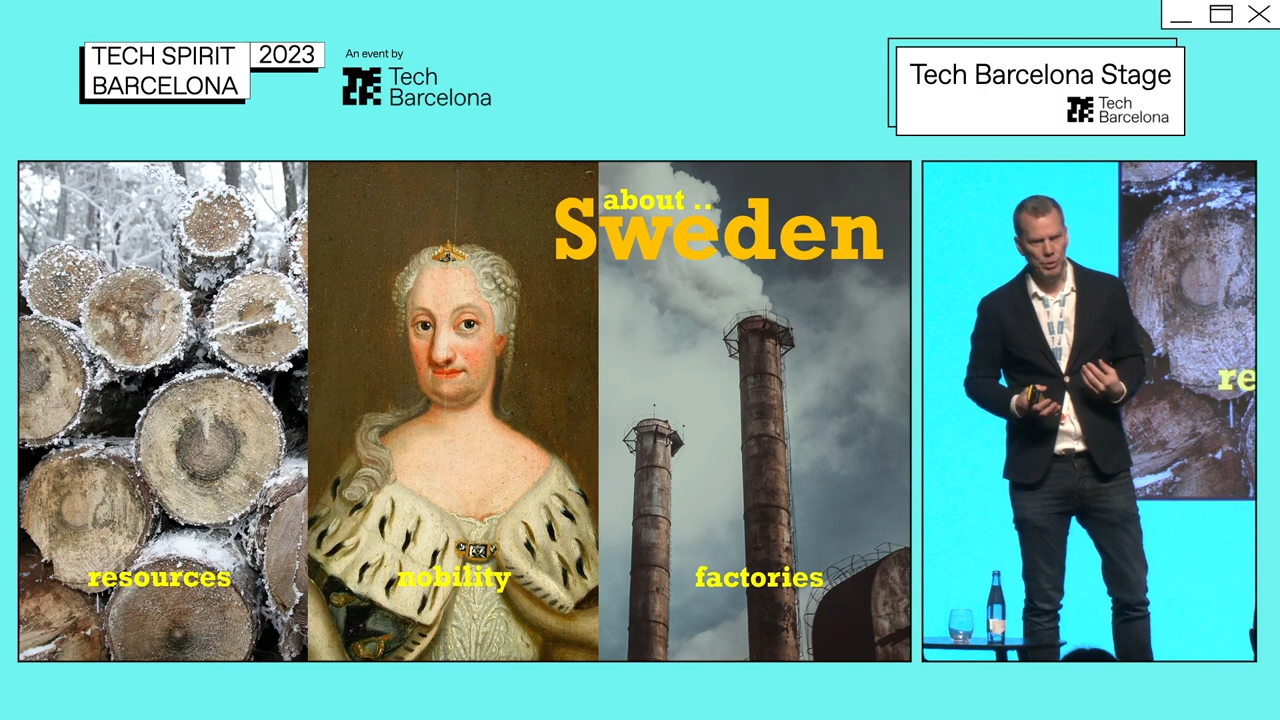 TECH SPIRIT
BARCELONA
2023
An event by
Tech
Barcelona
Tech Barcelona Stage
Tech
Barcelona
about ..
Sweden
resources
nobility
factories
re